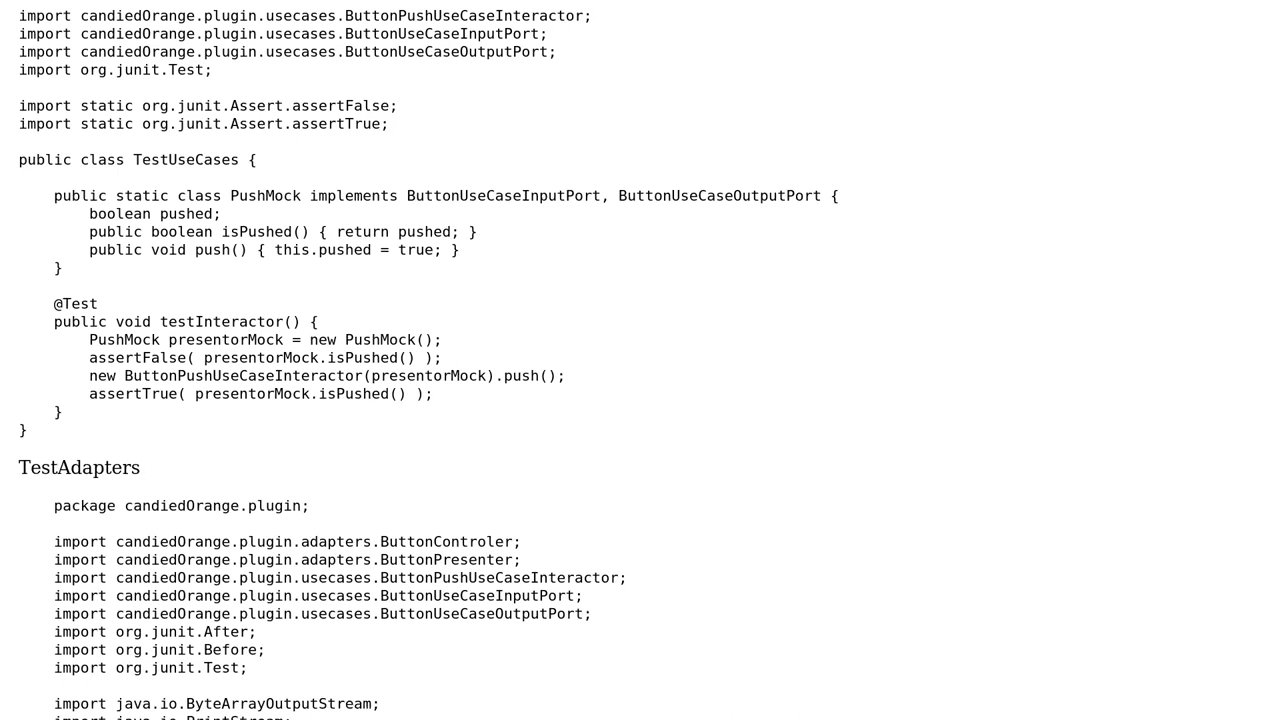 import candiedOrange.plugin.usecases.ButtonPushUseCaseInteractor;
import candiedOrange.plugin.usecases.ButtonUseCaseInputPort;
import candiedOrange.plugin.usecases.ButtonUseCaseOutputPort;
import org.junit.Test;

import static org.junit.Assert.assertFalse;
import static org.junit.Assert.assertTrue;

public class TestUseCases {

    public static class PushMock implements ButtonUseCaseInputPort, ButtonUseCaseOutputPort {
        boolean pushed;
        public boolean isPushed() { return pushed; }
        public void push() { this.pushed = true; }
    }

    @Test
    public void testInteractor() {
        PushMock presentorMock = new PushMock();
        assertFalse( presentorMock.isPushed() );
        new ButtonPushUseCaseInteractor(presentorMock).push();
        assertTrue( presentorMock.isPushed() );
    }
}

TestAdapters

    package candiedOrange.plugin;

    import candiedOrange.plugin.adapters.ButtonControler;
    import candiedOrange.plugin.adapters.ButtonPresenter;
    import candiedOrange.plugin.usecases.ButtonPushUseCaseInteractor;
    import candiedOrange.plugin.usecases.ButtonUseCaseInputPort;
    import candiedOrange.plugin.usecases.ButtonUseCaseOutputPort;
    import org.junit.After;
    import org.junit.Before;
    import org.junit.Test;

    import java.io.ByteArrayOutputStream;
    import java.io.PrintStream;